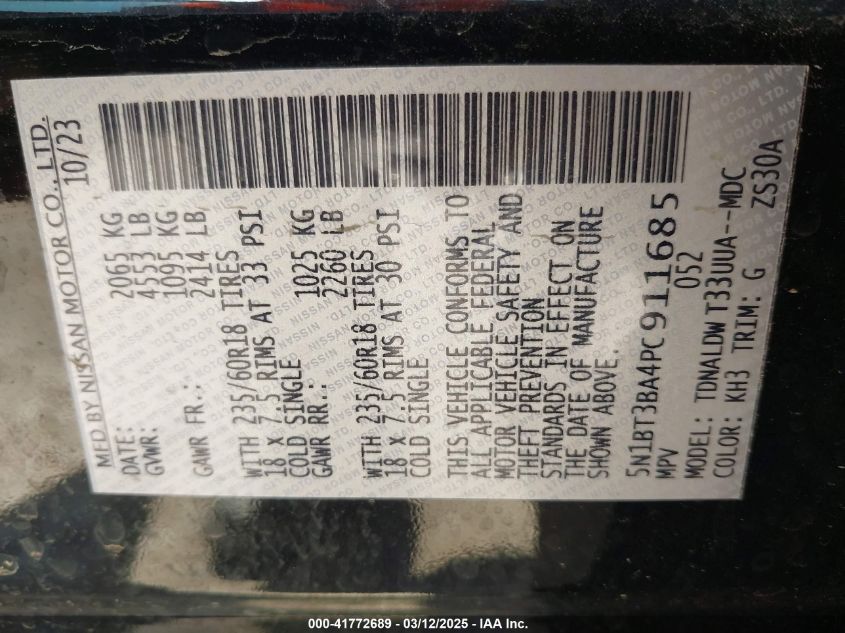 MFD BY NISSAN MOTOR CO., LTD.
DATE: 10/23
GVWR: 2065 KG
4553 LB
GAWR FR.: 1095 KG
2414 LB
WITH 235/60R18 TIRES
18 X 7.5 RIMS AT 33 PSI
COLD SINGLE
GAWR RR.: 1025 KG
2260 LB
WITH 235/60R18 TIRES
18 X 7.5 RIMS AT 30 PSI
COLD SINGLE
THIS VEHICLE CONFORMS TO
ALL APPLICABLE FEDERAL
MOTOR VEHICLE SAFETY AND
THEFT PREVENTION
STANDARDS IN EFFECT ON
THE DATE OF MANUFACTURE
SHOWN ABOVE.
5N1BT3BA4PC911685
MPV 052
MODEL: TDNALDW T33UUA--MDC
COLOR: KH3 TRIM: G ZS30A
000-41772689 - 03/12/2025 - IAA Inc.